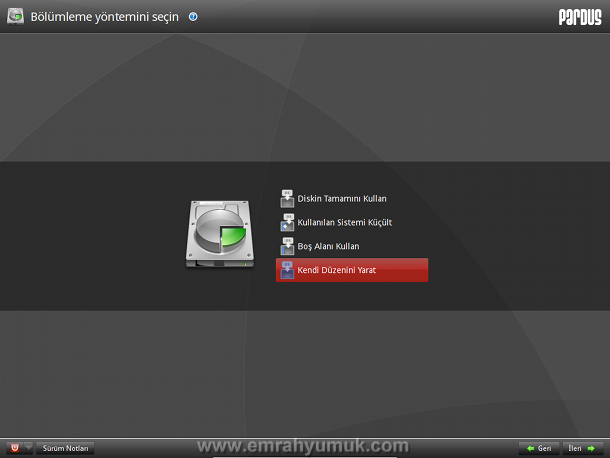 Bölümleme yöntemini seçin
PARDUS
Diskin Tamamını Kullan
Kullanılan Sistemi Küçült
Boş Alanı Kullan
Kendi Düzenini Yarat
Sürüm Notları
www.emrahyumuk.com
Geri
İleri